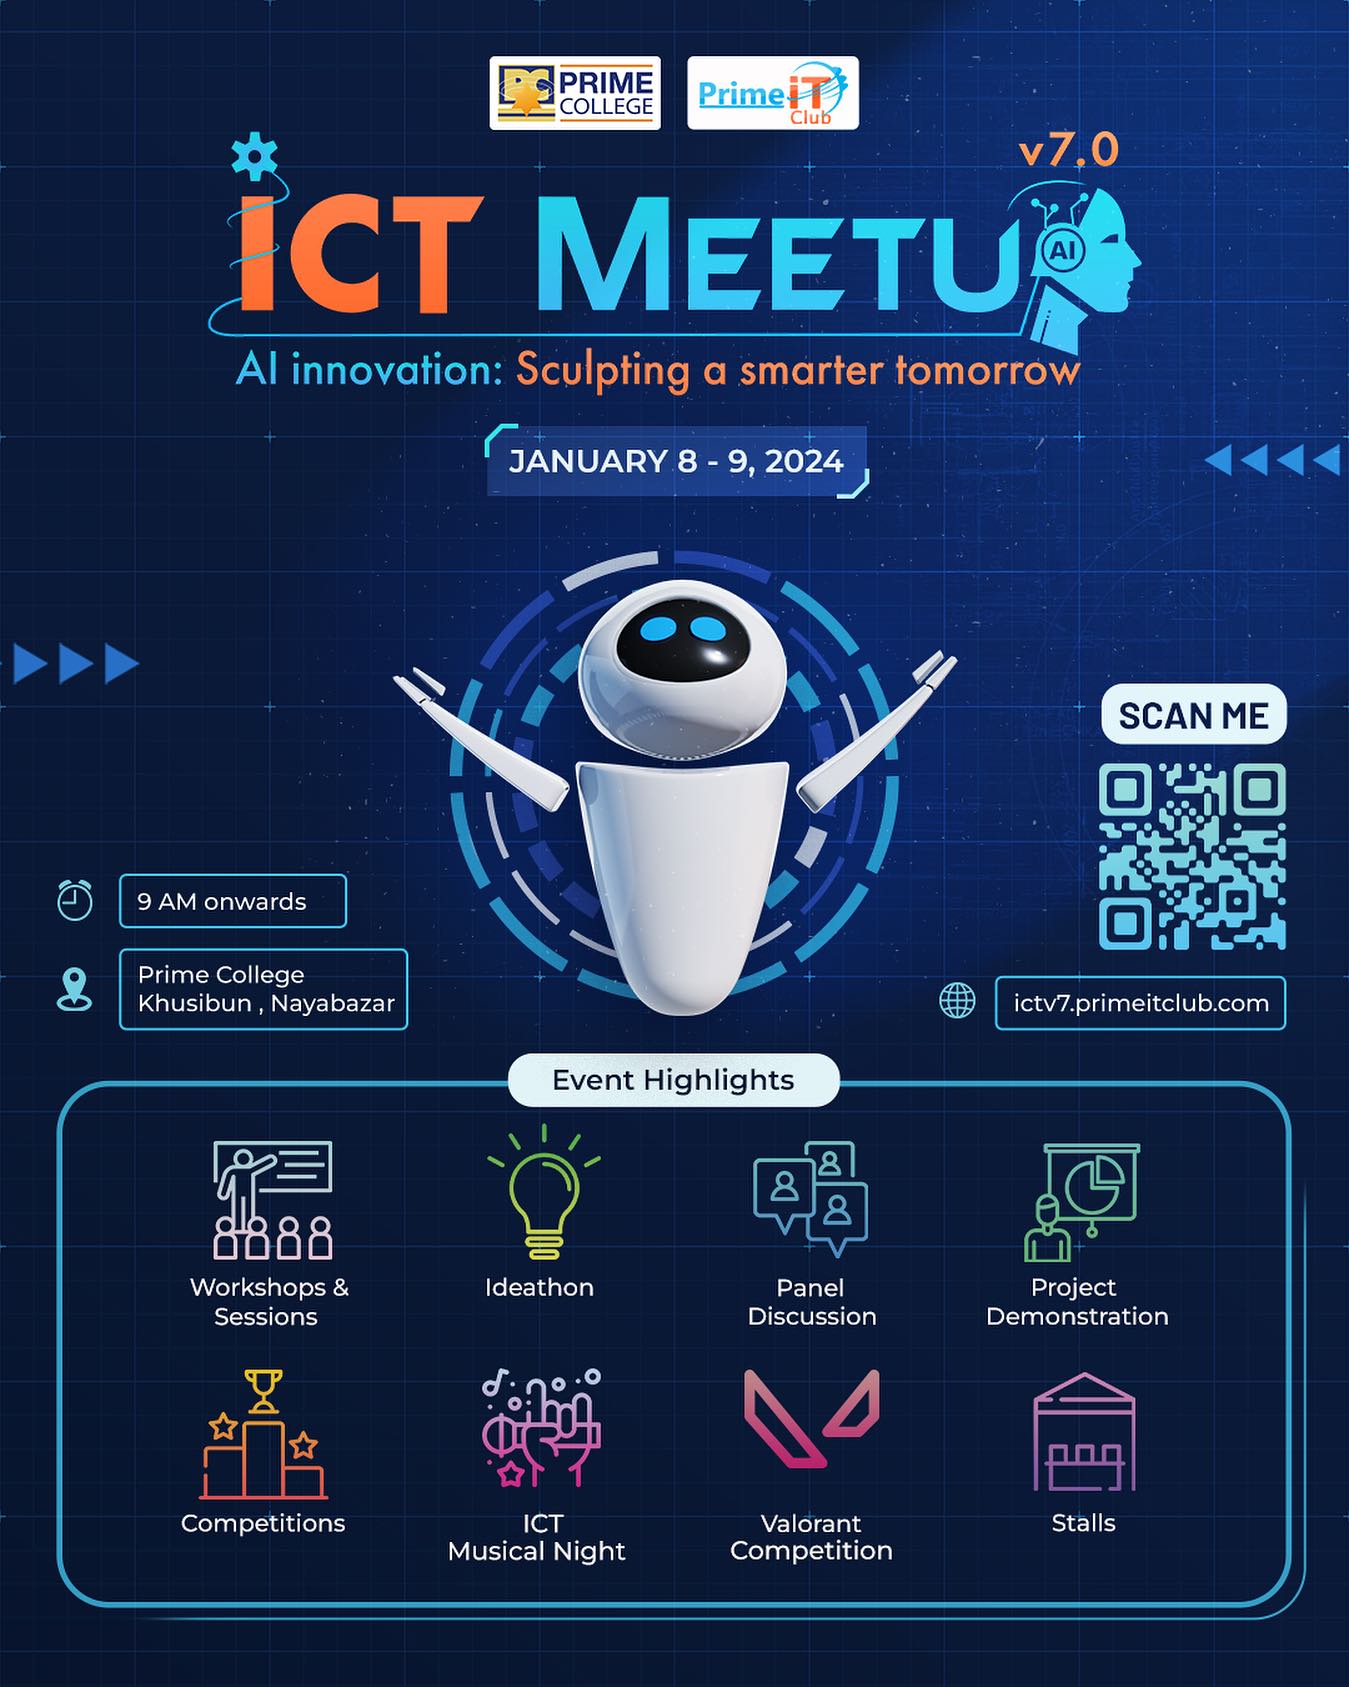 PRIME
COLLEGE
Prime iT
Club
v7.0
iCT MEETU
AI
AI innovation: Sculpting a smarter tomorrow
JANUARY 8 - 9, 2024
SCAN ME
9 AM onwards
Prime College
Khusibun , Nayabazar
ictv7.primeitclub.com
Event Highlights
Workshops &
Sessions
Ideathon
Panel
Discussion
Project
Demonstration
Competitions
ICT
Musical Night
Valorant
Competition
Stalls